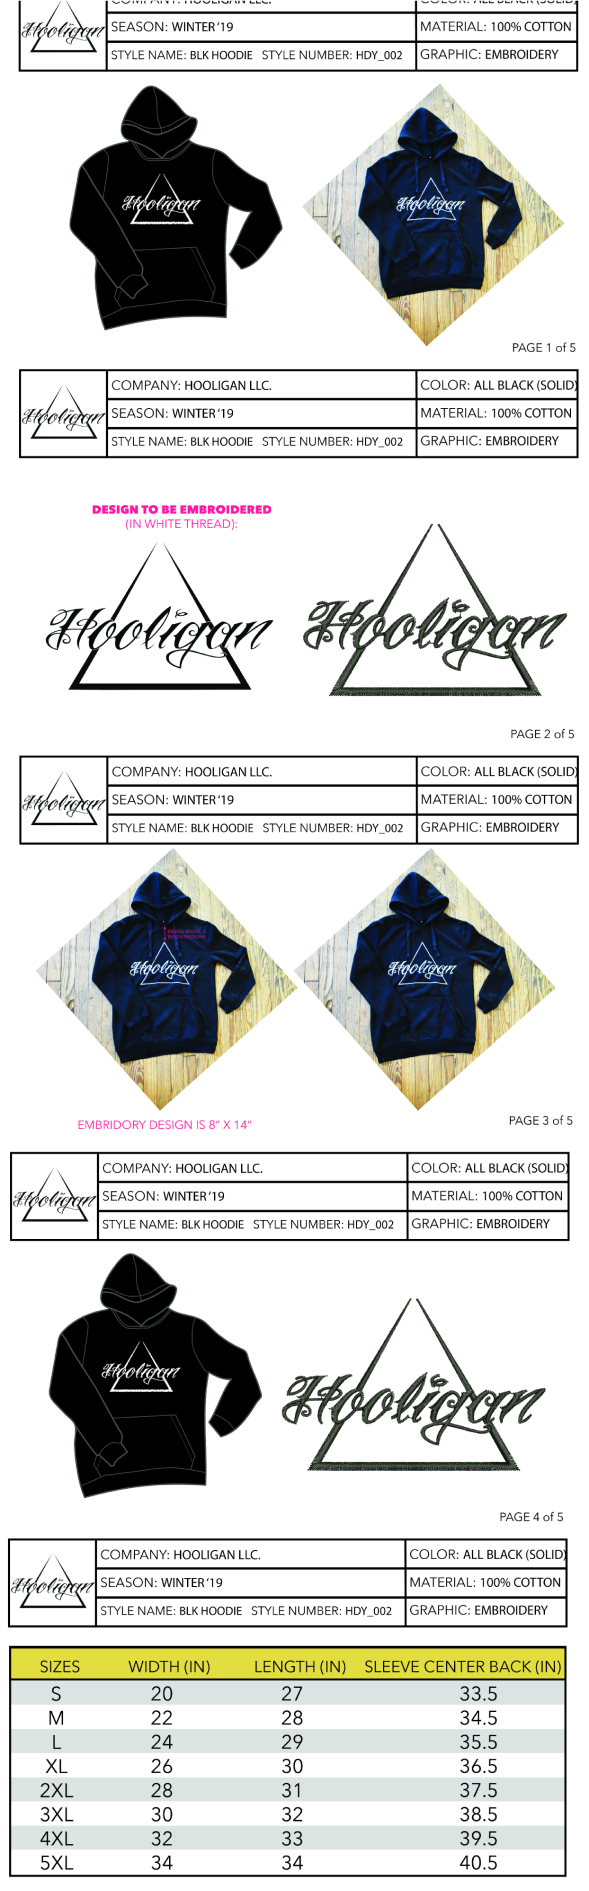 COMPANY: HOOLIGAN LLC.
COLOR: ALL BLACK (SOLID)
Hooligan
SEASON: WINTER '19
MATERIAL: 100% COTTON
STYLE NAME: BLK HOODIE STYLE NUMBER: HDY_002
GRAPHIC: EMBROIDERY
Hooligan
Hooligan
PAGE 1 of 5
COMPANY: HOOLIGAN LLC.
COLOR: ALL BLACK (SOLID)
Hooligan
SEASON: WINTER '19
MATERIAL: 100% COTTON
STYLE NAME: BLK HOODIE STYLE NUMBER: HDY_002
GRAPHIC: EMBROIDERY
DESIGN TO BE EMBROIDERED
(IN WHITE THREAD):
Hooligan
Hooligan
PAGE 2 of 5
COMPANY: HOOLIGAN LLC.
COLOR: ALL BLACK (SOLID)
Hooligan
SEASON: WINTER '19
MATERIAL: 100% COTTON
STYLE NAME: BLK HOODIE STYLE NUMBER: HDY_002
GRAPHIC: EMBROIDERY
Hooligan
Hooligan
EMBRIDORY DESIGN IS 8" X 14"
PAGE 3 of 5
COMPANY: HOOLIGAN LLC.
COLOR: ALL BLACK (SOLID)
Hooligan
SEASON: WINTER '19
MATERIAL: 100% COTTON
STYLE NAME: BLK HOODIE STYLE NUMBER: HDY_002
GRAPHIC: EMBROIDERY
Hooligan
Hooligan
PAGE 4 of 5
COMPANY: HOOLIGAN LLC.
COLOR: ALL BLACK (SOLID)
Hooligan
SEASON: WINTER '19
MATERIAL: 100% COTTON
STYLE NAME: BLK HOODIE STYLE NUMBER: HDY_002
GRAPHIC: EMBROIDERY
SIZES WIDTH (IN) LENGTH (IN) SLEEVE CENTER BACK (IN)
S 20 27 33.5
M 22 28 34.5
L 24 29 35.5
XL 26 30 36.5
2XL 28 31 37.5
3XL 30 32 38.5
4XL 32 33 39.5
5XL 34 34 40.5